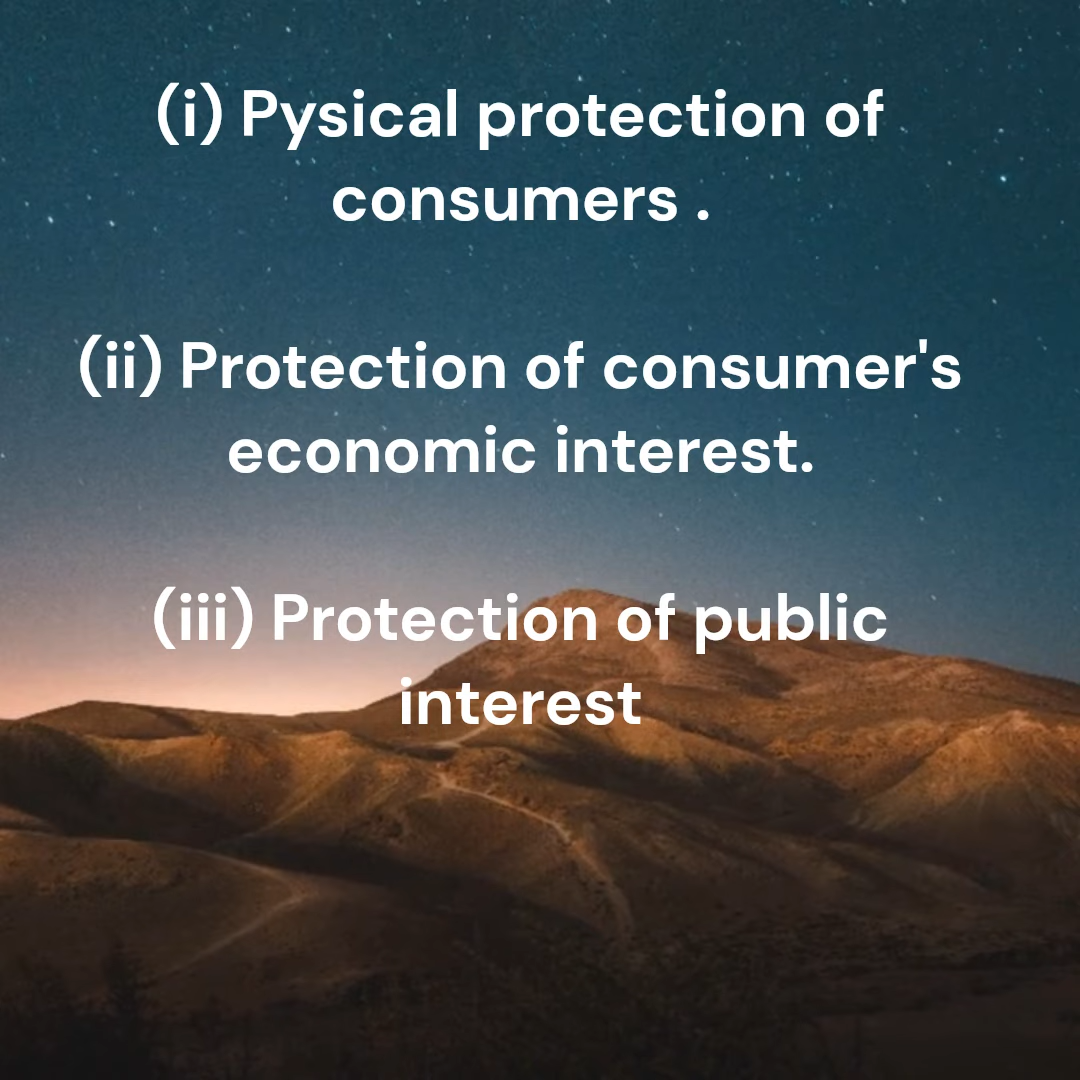 (i) Pysical protection of
consumers .
(ii) Protection of consumer's
economic interest.
(iii) Protection of public
interest